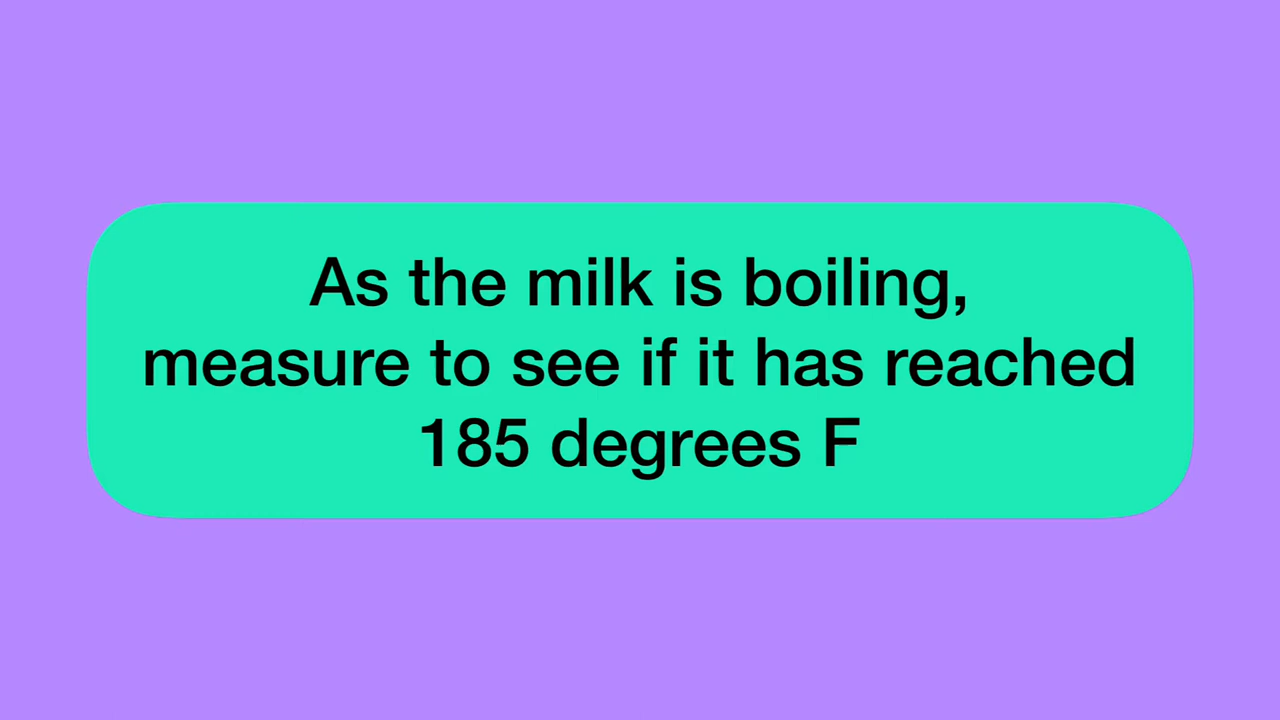 As the milk is boiling,
measure to see if it has reached
185 degrees F